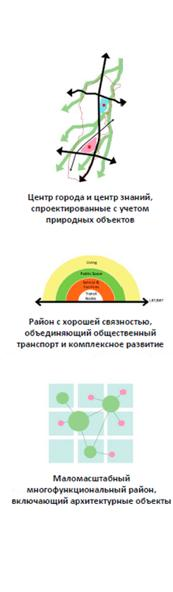 Центр города и центр знаний,
спроектированные с учетом
природных объектов
Living
Public Space
Service &
Facilities
Transit
Nodes
Район с хорошей связностью,
объединяющий общественный
транспорт и комплексное развитие
Маломасштабный
многофункциональный район,
включающий архитектурные объекты